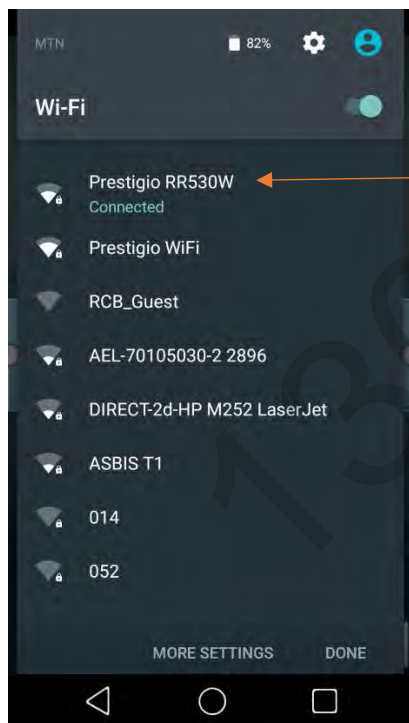 MTN 82%
Wi-Fi
Prestigio RR530W
Connected
Prestigio WiFi
RCB_Guest
AEL-70105030-2 2896
DIRECT-2d-HP M252 LaserJet
ASBIS T1
014
052
MORE SETTINGS DONE